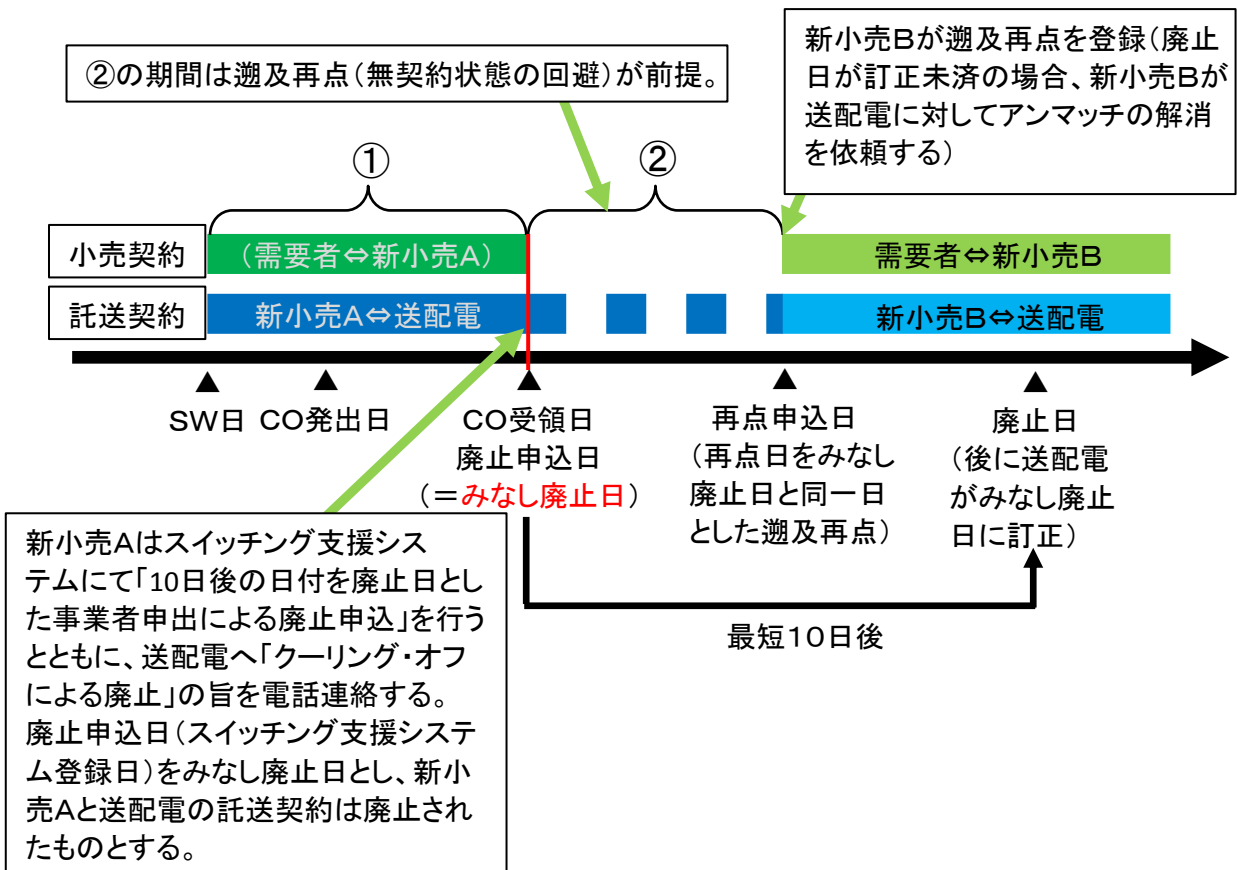 ②の期間は遡及再点（無契約状態の回避）が前提。
新小売Bが遡及再点を登録（廃止
日が訂正未済の場合、新小売Bが
送配電に対してアンマッチの解消
を依頼する）
①
②
小売契約
（需要者⇔新小売A）
需要者⇔新小売B
託送契約
新小売A⇔送配電
新小売B⇔送配電
▲
▲
▲
▲
▲
SW日
CO発出日
CO受領日
廃止申込日
（＝みなし廃止日）
再点申込日
（再点日をみなし
廃止日と同一日
とした遡及再点）
廃止日
（後に送配電
がみなし廃止
日に訂正）
最短１０日後
新小売Aはスイッチング支援シス
テムにて「10日後の日付を廃止日とし
た事業者申出による廃止申込」を行う
とともに、送配電へ「クーリング・オフ
による廃止」の旨を電話連絡する。
廃止申込日（スイッチング支援システ
ム登録日）をみなし廃止日とし、新小
売Aと送配電の託送契約は廃止され
たものとする。